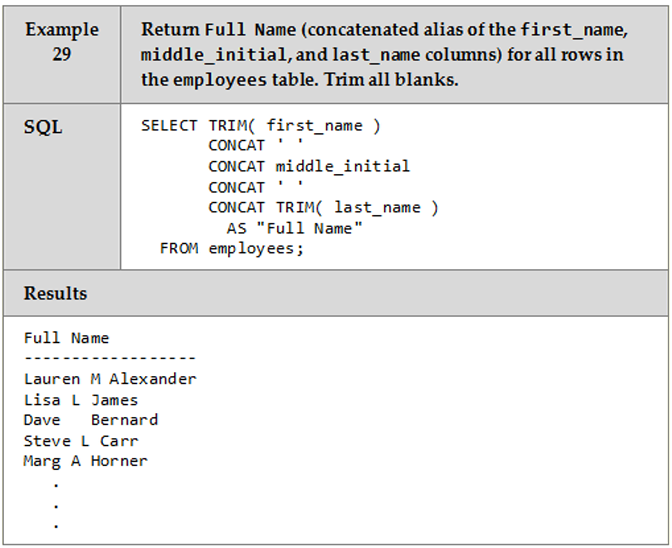 Example
29
Return Full Name (concatenated alias of the first_name,
middle_initial, and last_name columns) for all rows in
the employees table. Trim all blanks.
SQL
SELECT TRIM( first_name )
       CONCAT ' '
       CONCAT middle_initial
       CONCAT ' '
       CONCAT TRIM( last_name )
         AS "Full Name"
  FROM employees;
Results
Full Name
------------------
Lauren M Alexander
Lisa L James
Dave   Bernard
Steve L Carr
Marg A Horner
   .
   .
   .